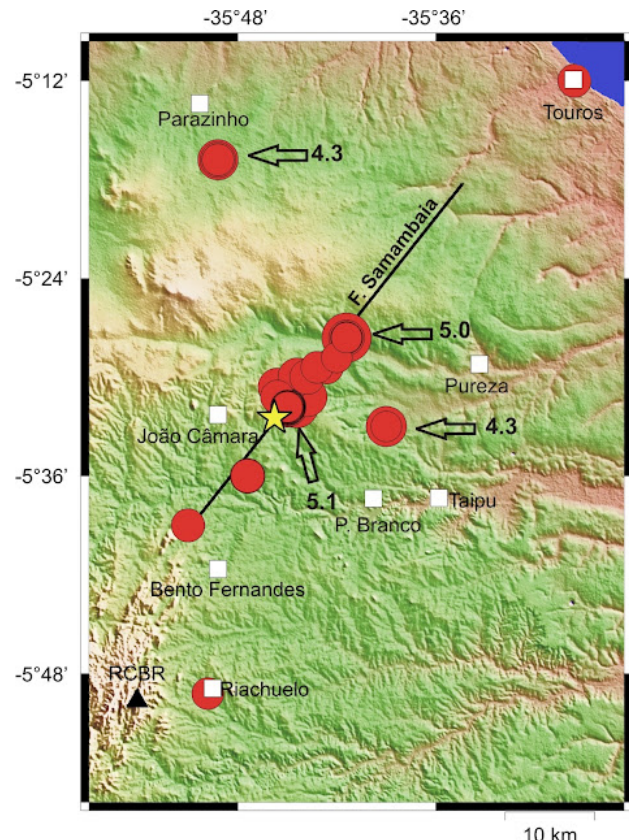 -35°48’ -35°36’
-5°12’
Touros
Parazinho
4.3
F. Samambaia
-5°24’
5.0
Pureza
João Câmara
4.3
-5°36’
5.1
Taipu
P. Branco
Bento Fernandes
-5°48’
RCBR
Riachuelo
10 km